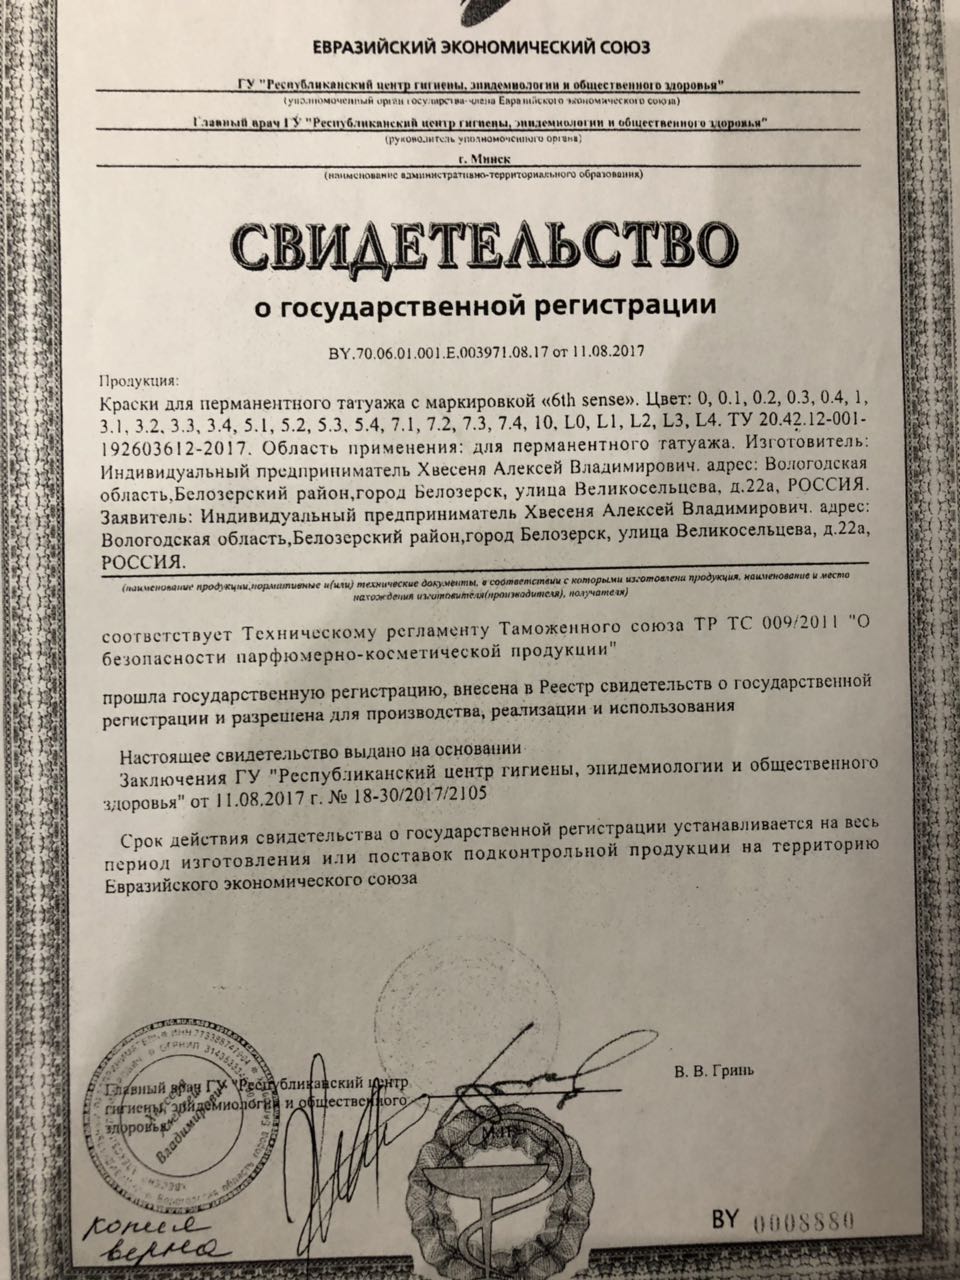 ЕВРАЗИЙСКИЙ ЭКОНОМИЧЕСКИЙ СОЮЗ
ГУ "Республиканский центр гигиены, эпидемиологии и общественного здоровья"
(уполномоченный орган государства-члена Евразийского экономического союза)
Главный врач ГУ "Республиканский центр гигиены, эпидемиологии и общественного здоровья"
(руководитель уполномоченного органа)
г. Минск
(наименование административно-территориального образования)
СВИДЕТЕЛЬСТВО
о государственной регистрации
BY.70.06.01.001.E.003971.08.17 от 11.08.2017
Продукция:
Краски для перманентного татуажа с маркировкой «6th sense». Цвет: 0, 0.1, 0.2, 0.3, 0.4, 1,
3.1, 3.2, 3.3, 3.4, 5.1, 5.2, 5.3, 5.4, 7.1, 7.2, 7.3, 7.4, 10, L0, L1, L2, L3, L4. ТУ 20.42.12-001-
192603612-2017. Область применения: для перманентного татуажа. Изготовитель:
Индивидуальный предприниматель Хвесеня Алексей Владимирович. адрес: Вологодская
область,Белозерский район,город Белозерск, улица Великосельцева, д.22а, РОССИЯ.
Заявитель: Индивидуальный предприниматель Хвесеня Алексей Владимирович. адрес:
Вологодская область,Белозерский район,город Белозерск, улица Великосельцева, д.22а,
РОССИЯ.
(наименование продукции,нормативные и(или) технические документы, в соответствии с которыми изготовлена продукция, наименование и место
нахождения изготовителя(производителя), получателя)
соответствует Техническому регламенту Таможенного союза ТР ТС 009/2011 "О
безопасности парфюмерно-косметической продукции"
прошла государственную регистрацию, внесена в Реестр свидетельств о государственной
регистрации и разрешена для производства, реализации и использования
Настоящее свидетельство выдано на основании
Заключения ГУ "Республиканский центр гигиены, эпидемиологии и общественного
здоровья" от 11.08.2017 г. № 18-30/2017/2105
Срок действия свидетельства о государственной регистрации устанавливается на весь
период изготовления или поставок подконтрольной продукции на территорию
Евразийского экономического союза
В. В. Гринь
Главный врач ГУ "Республиканский центр
гигиены, эпидемиологии и общественного
здоровья"
Владимирович
М.П.
BY 0008880
копия
верна